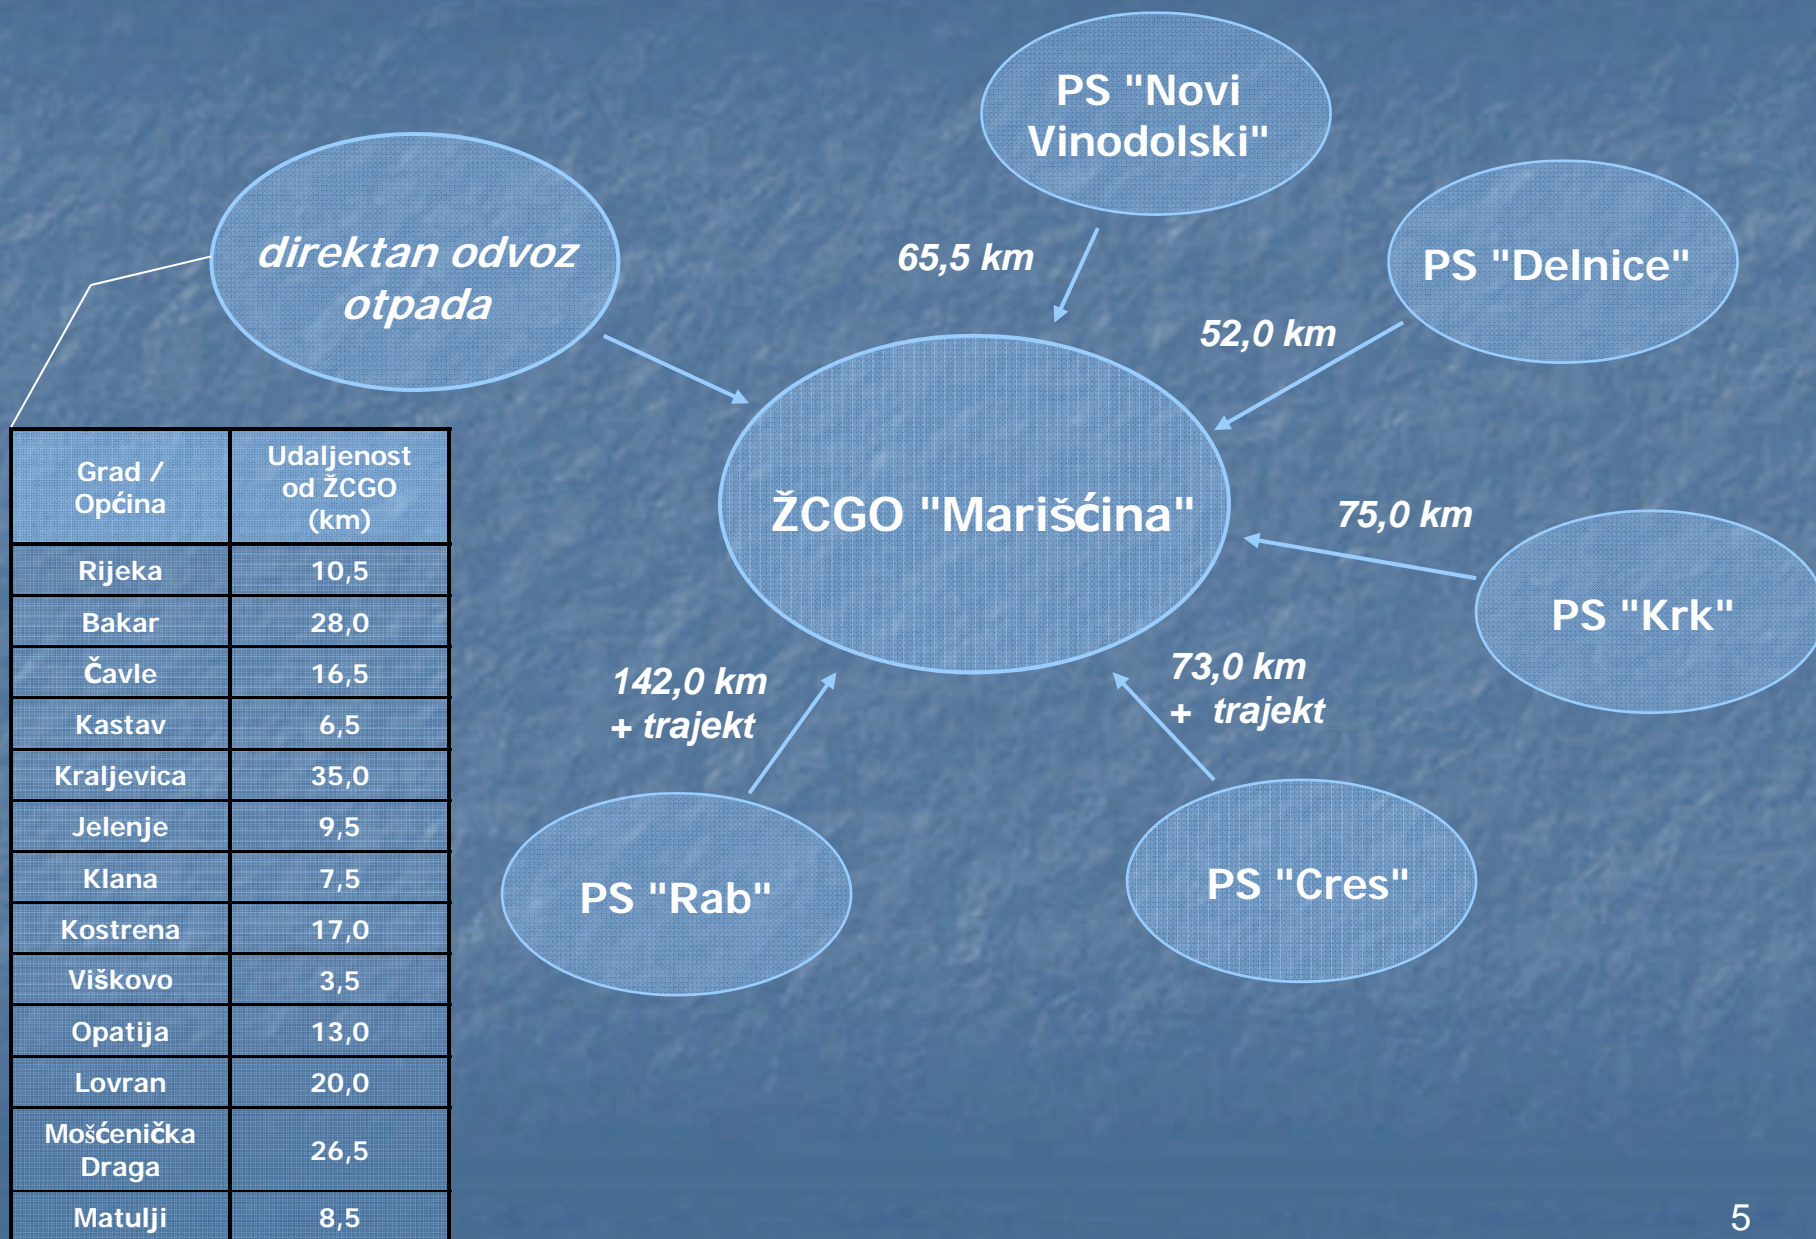 PS "Novi
Vinodolski"
direktan odvoz
otpada
65,5 km
PS "Delnice"
52,0 km
ŽCGO "Marišćina"
75,0 km
PS "Krk"
142,0 km
+ trajekt
73,0 km
+ trajekt
PS "Rab"
PS "Cres"
Grad /
Općina
Udaljenost
od ŽCGO
(km)
Rijeka 10,5
Bakar 28,0
Čavle 16,5
Kastav 6,5
Kraljevica 35,0
Jelenje 9,5
Klana 7,5
Kostrena 17,0
Viškovo 3,5
Opatija 13,0
Lovran 20,0
Mošćenička
Draga 26,5
Matulji 8,5
5